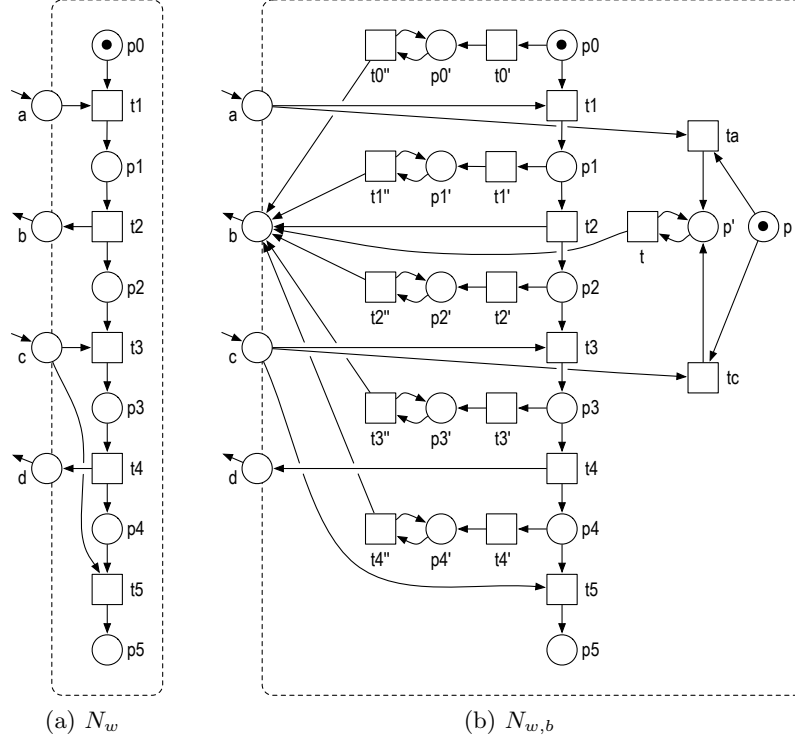 p0 t0" p0' t0' p0
a t1 a t1 ta
p1 t1" p1' t1' p1
b t2 b t2 t p' p
p2 t2" p2' t2' p2
c t3 c t3 tc
p3 t3" p3' t3' p3
d t4 d t4
p4 t4" p4' t4' p4
t5 t5
p5 p5
(a) N_w (b) N_{w,b}